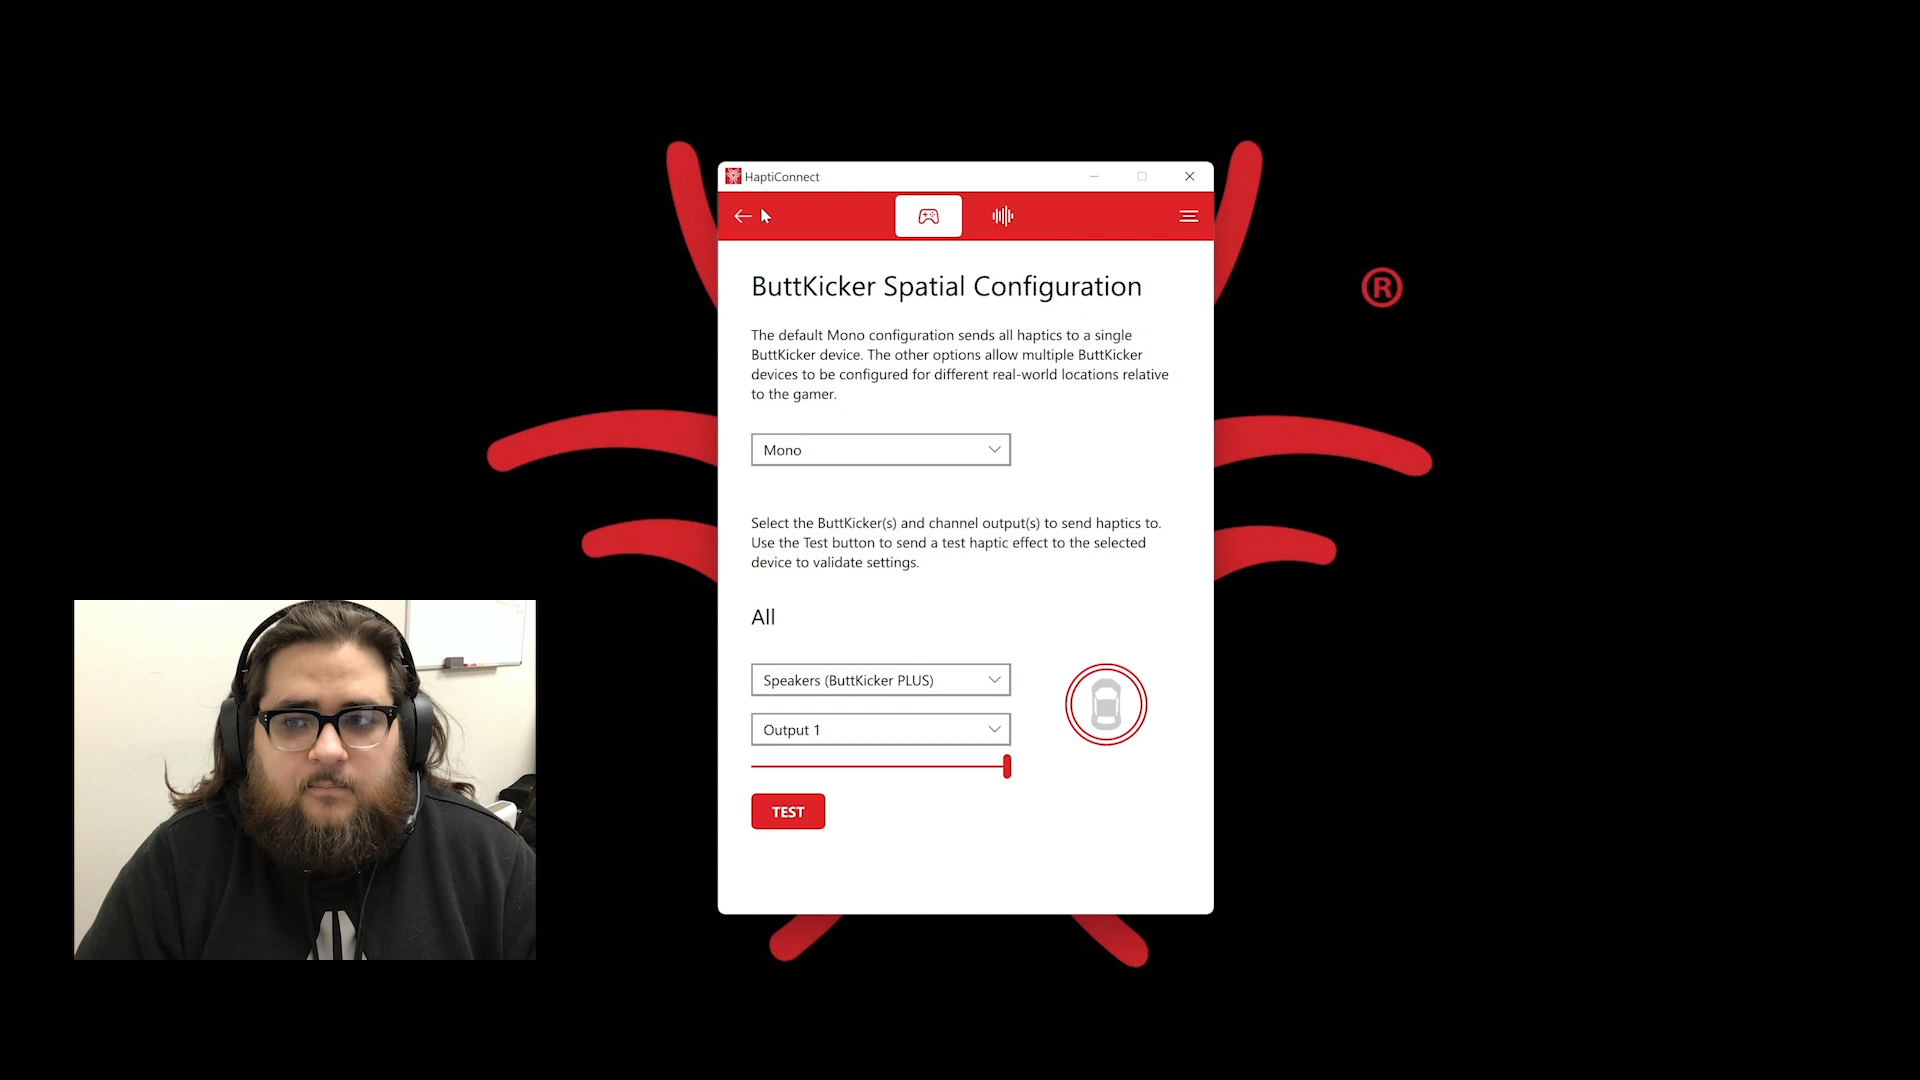 HaptiConnect
ButtKicker Spatial Configuration
The default Mono configuration sends all haptics to a single
ButtKicker device. The other options allow multiple ButtKicker
devices to be configured for different real-world locations relative
to the gamer.
Mono
Select the ButtKicker(s) and channel output(s) to send haptics to.
Use the Test button to send a test haptic effect to the selected
device to validate settings.
All
Speakers (ButtKicker PLUS)
Output 1
TEST
®